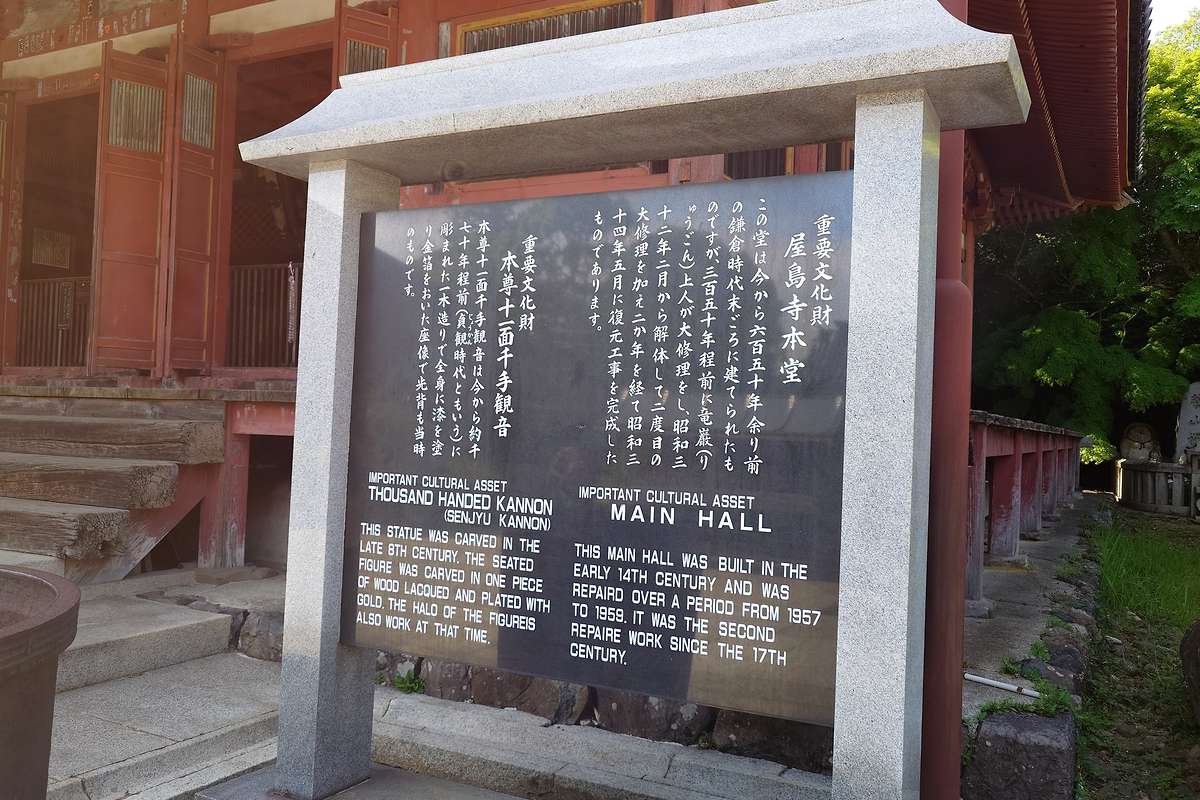 重要文化財
屋島寺本堂
この堂は今から六百五十年余り前
の鎌倉時代末ごろに建てられたも
のですが、三百五十年程前に竜巌(り
ゅうごん)上人が大修理をし、昭和三
十二年二月から解体して二度目の
大修理を加え二か年を経て昭和三
十四年五月に復元工事を完成した
ものであります。
重要文化財
本尊十一面千手観音
本尊十一面千手観音は今から約千
七十年程前(貞観時代ともいう)に
じょうかん
彫まれた一木造りで全身に漆を塗
り金箔をおいた座像で光背も当時
のものです。
IMPORTANT CULTURAL ASSET
THOUSAND HANDED KANNON
(SENJYU KANNON)
THIS STATUE WAS CARVED IN THE
LATE 8TH CENTURY. THE SEATED
FIGURE WAS CARVED IN ONE PIECE
OF WOOD LACQUED AND PLATED WITH
GOLD. THE HALO OF THE FIGUREIS
ALSO WORK AT THAT TIME.
IMPORTANT CULTURAL ASSET
MAIN HALL
THIS MAIN HALL WAS BUILT IN THE
EARLY 14TH CENTURY AND WAS
REPAIRD OVER A PERIOD FROM 1957
TO 1959. IT WAS THE SECOND
REPAIRE WORK SINCE THE 17TH
CENTURY.